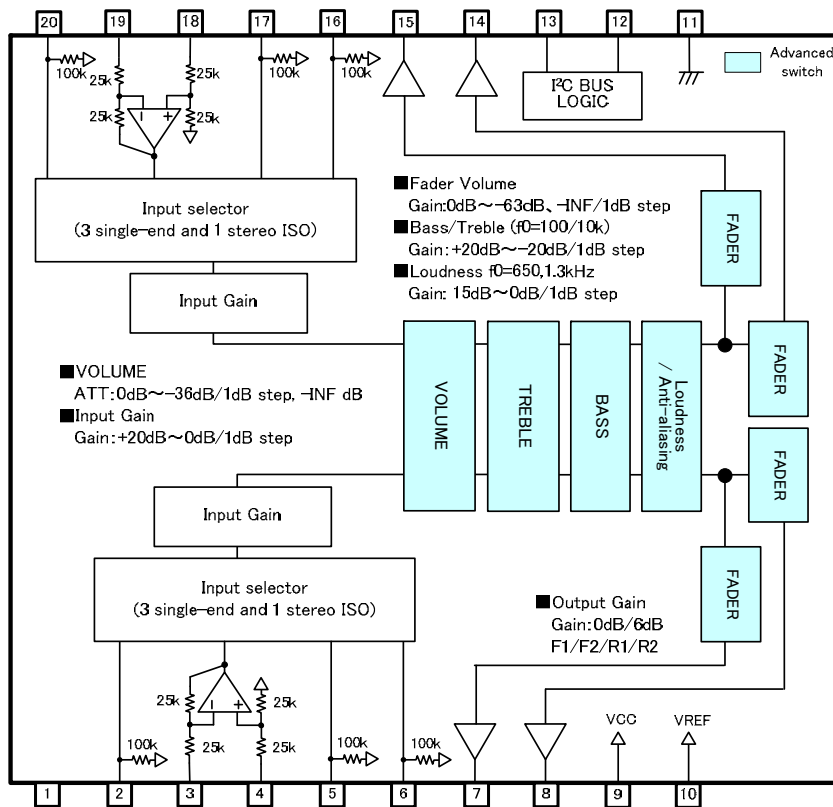 20
19
18
17
16
15
14
13
12
11
100k
25k
25k
25k
25k
100k
100k
I²C BUS
LOGIC
Advanced
switch
Input selector
(3 single-end and 1 stereo ISO)
Input Gain
■Fader Volume
Gain:0dB～-63dB、-INF/1dB step
■Bass/Treble (f0=100/10k)
Gain:+20dB～-20dB/1dB step
■Loudness f0=650,1.3kHz
Gain: 15dB～0dB/1dB step
FADER
FADER
■VOLUME
ATT:0dB～-36dB/1dB step, -INF dB
■Input Gain
Gain:+20dB～0dB/1dB step
VOLUME
TREBLE
BASS
Loudness
/ Anti-aliasing
FADER
FADER
Input Gain
Input selector
(3 single-end and 1 stereo ISO)
■Output Gain
Gain:0dB/6dB
F1/F2/R1/R2
25k
25k
25k
25k
100k
100k
100k
VCC
VREF
1
2
3
4
5
6
7
8
9
10